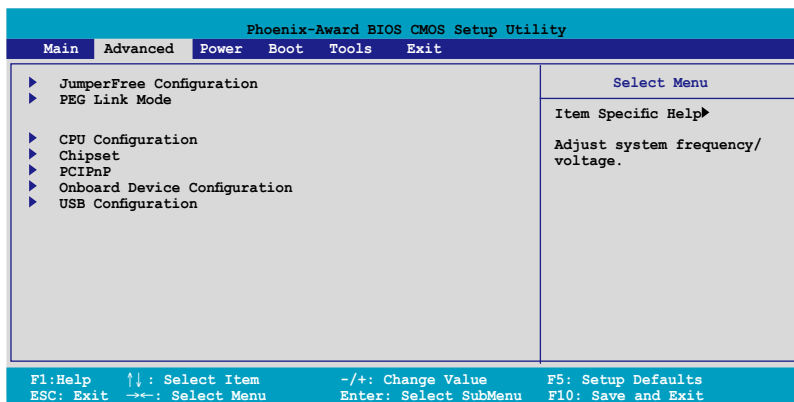 Phoenix-Award BIOS CMOS Setup Utility
Main Advanced Power Boot Tools Exit
JumperFree Configuration
PEG Link Mode
CPU Configuration
Chipset
PCIPnP
Onboard Device Configuration
USB Configuration
Select Menu
Item Specific Help
Adjust system frequency/
voltage.
F1:Help ↑↓: Select Item -/+: Change Value F5: Setup Defaults
ESC: Exit →←: Select Menu Enter: Select SubMenu F10: Save and Exit